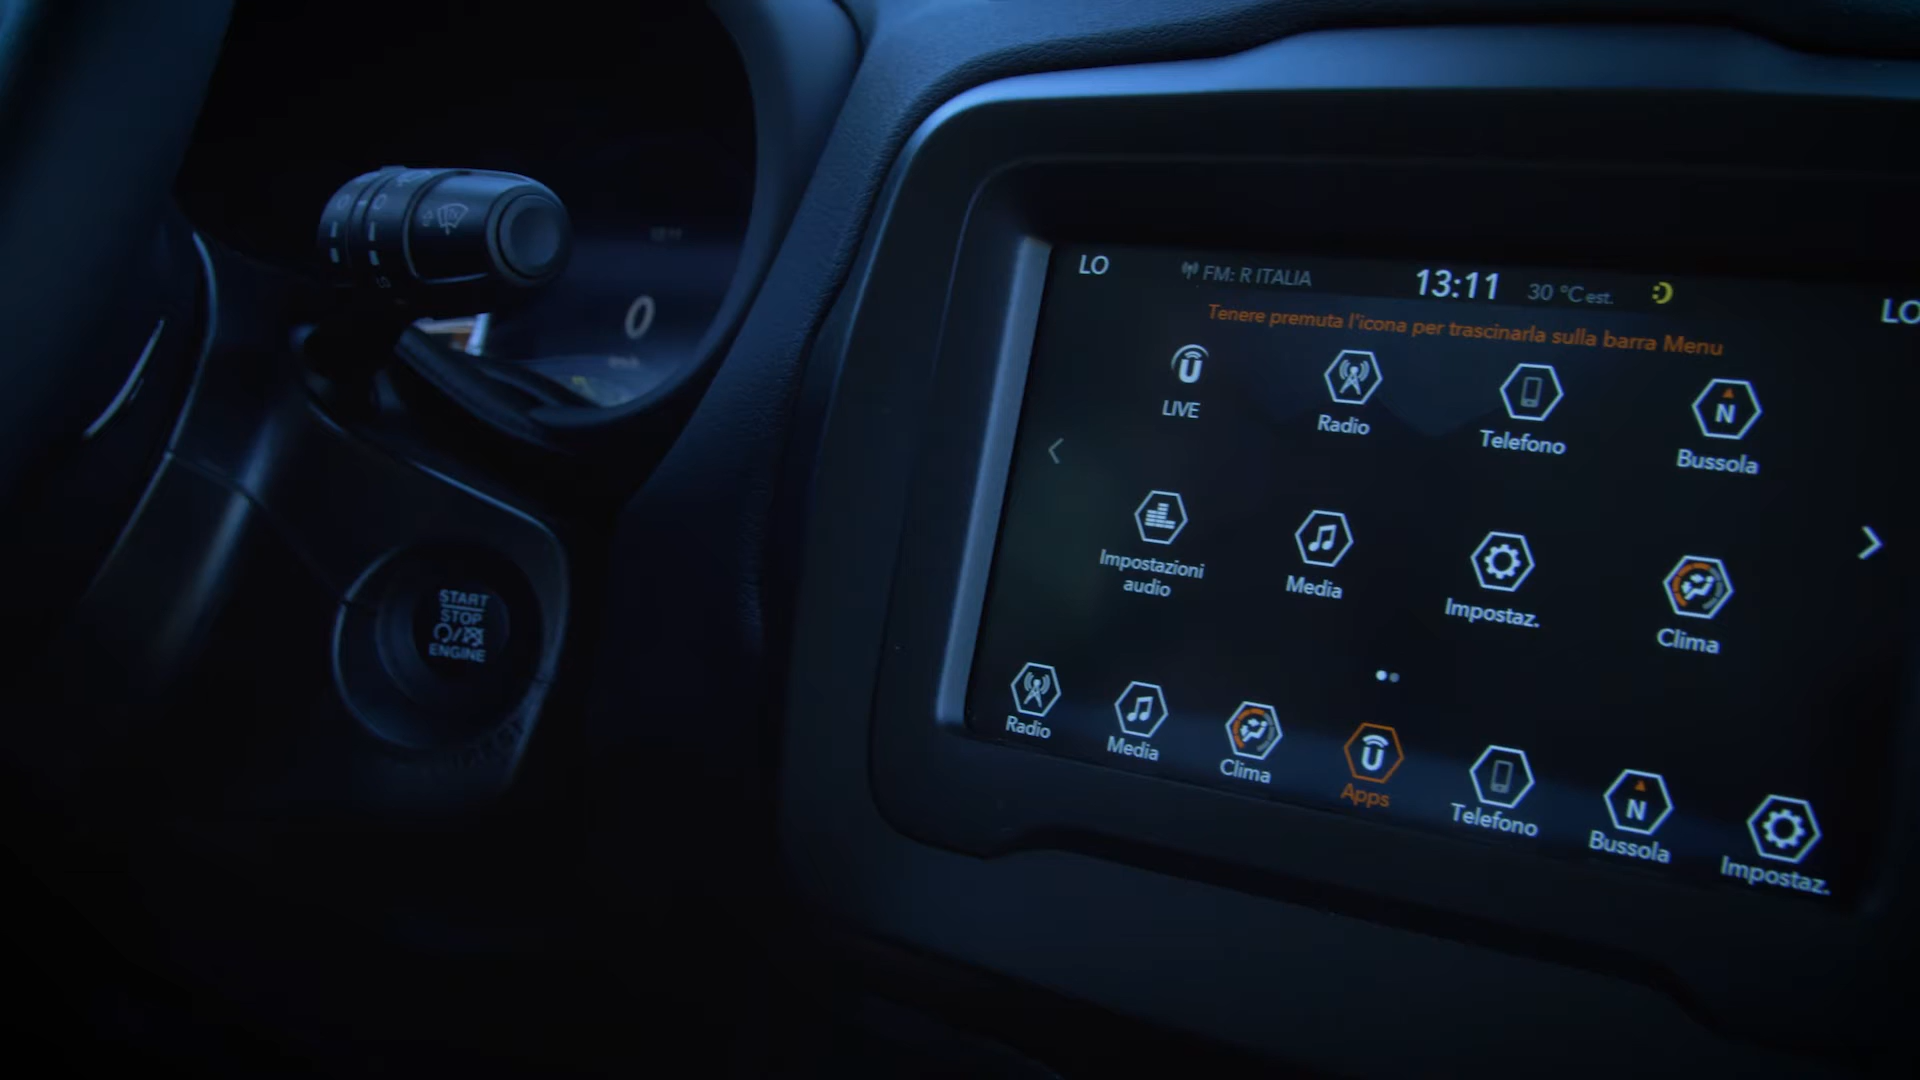 LO
FM: R ITALIA
13:11
30 °C est.
LO
Tenere premuta l'icona per trascinarla sulla barra Menu
LIVE
Radio
Telefono
N
Bussola
Impostazioni
audio
Media
Impostaz.
Clima
Radio
Media
Clima
Apps
Telefono
N
Bussola
Impostaz.
0
START
STOP
ENGINE